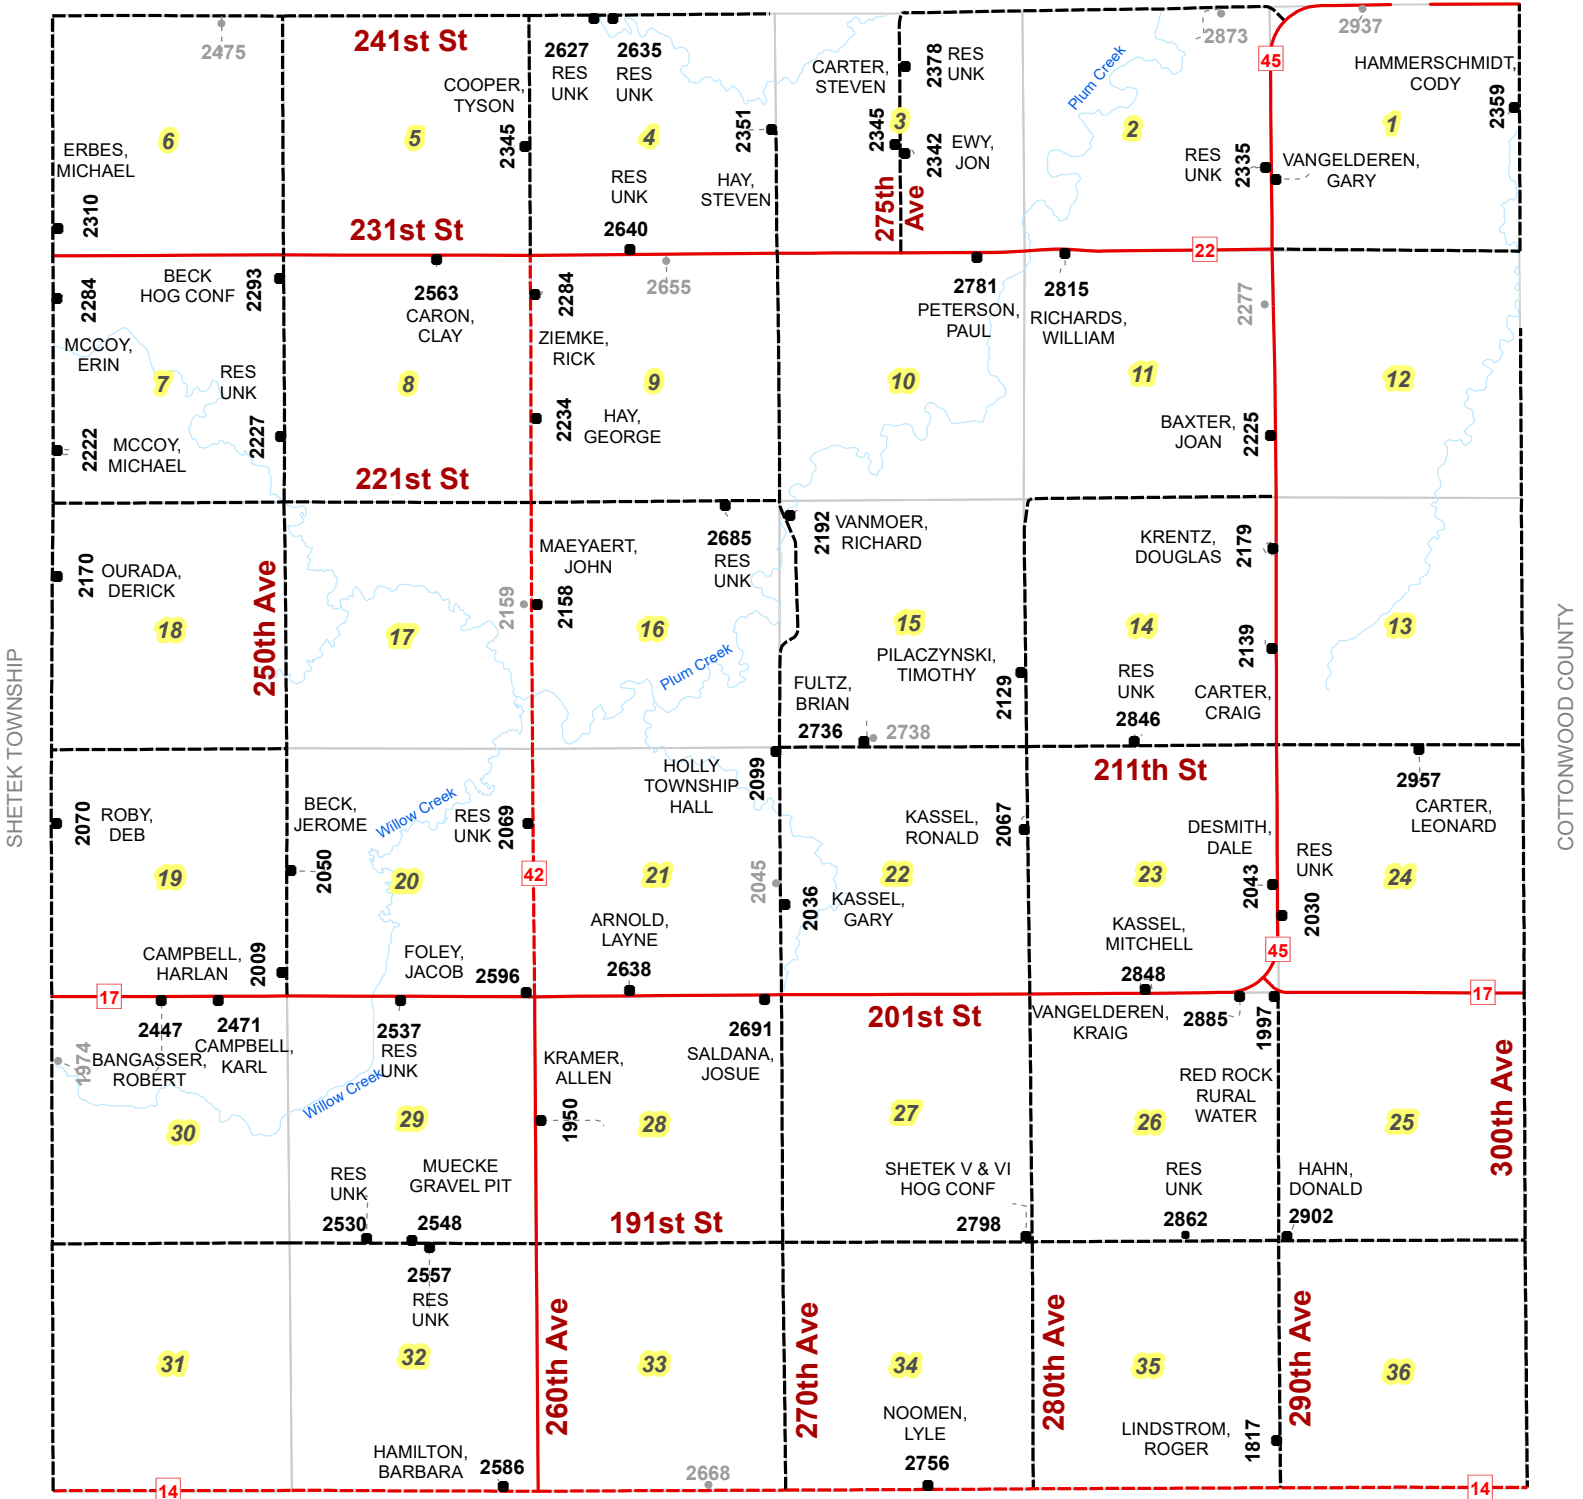 2475
241st St
2627
RES
UNK
2635
RES
UNK
COOPER,
TYSON
2345
CARTER,
STEVEN
2378
RES
UNK
Plum Creek
2873
45
2937
HAMMERSCHMIDT,
CODY
2359
6
5
4
2351
2345
3
2342
EWY,
JON
2
1
ERBES,
MICHAEL
2310
RES
UNK
2640
HAY,
STEVEN
275th
Ave
RES
UNK
2335
VANGELDEREN,
GARY
231st St
22
2284
BECK
HOG CONF
2293
2563
CARON,
CLAY
2284
ZIEMKE,
RICK
2655
2781
PETERSON,
PAUL
2815
RICHARDS,
WILLIAM
2277
MCCOY,
ERIN
7
RES
UNK
2227
8
9
10
11
12
2222
MCCOY,
MICHAEL
2234
HAY,
GEORGE
BAXTER,
JOAN
2225
221st St
2170
OURADA,
DERICK
250th Ave
MAEYAERT,
JOHN
2159
2158
2685
RES
UNK
2192
VANMOER,
RICHARD
KRENTZ,
DOUGLAS
2179
18
17
16
15
14
13
SHETEK TOWNSHIP
COTTONWOOD COUNTY
Plum Creek
FULTZ,
BRIAN
2736
2738
PILACZYNSKI,
TIMOTHY
2129
RES
UNK
2846
2139
CARTER,
CRAIG
HOLLY
TOWNSHIP
HALL
2099
211th St
2957
CARTER,
LEONARD
2070
ROBY,
DEB
BECK,
JEROME
2050
Willow Creek
RES
UNK
2069
KASSEL,
RONALD
2067
DESMITH,
DALE
2043
RES
UNK
2030
19
20
42
21
2045
22
23
24
2036
KASSEL,
GARY
CAMPBELL,
HARLAN
2009
FOLEY,
JACOB
2596
ARNOLD,
LAYNE
2638
KASSEL,
MITCHELL
2848
45
17
201st St
17
1974
2447
BANGASSER,
ROBERT
2471
CAMPBELL,
KARL
2537
RES
UNK
Willow Creek
KRAMER,
ALLEN
1950
2691
SALDANA,
JOSUE
VANGELDEREN,
KRAIG
2885
1997
RED ROCK
RURAL
WATER
300th Ave
30
29
28
27
26
25
RES
UNK
2530
MUECKE
GRAVEL PIT
2548
SHETEK V & VI
HOG CONF
2798
RES
UNK
2862
HAHN,
DONALD
2902
191st St
2557
RES
UNK
31
32
260th Ave
33
270th Ave
34
280th Ave
35
290th Ave
36
HAMILTON,
BARBARA
2586
2668
NOOMEN,
LYLE
2756
LINDSTROM,
ROGER
1817
14
14